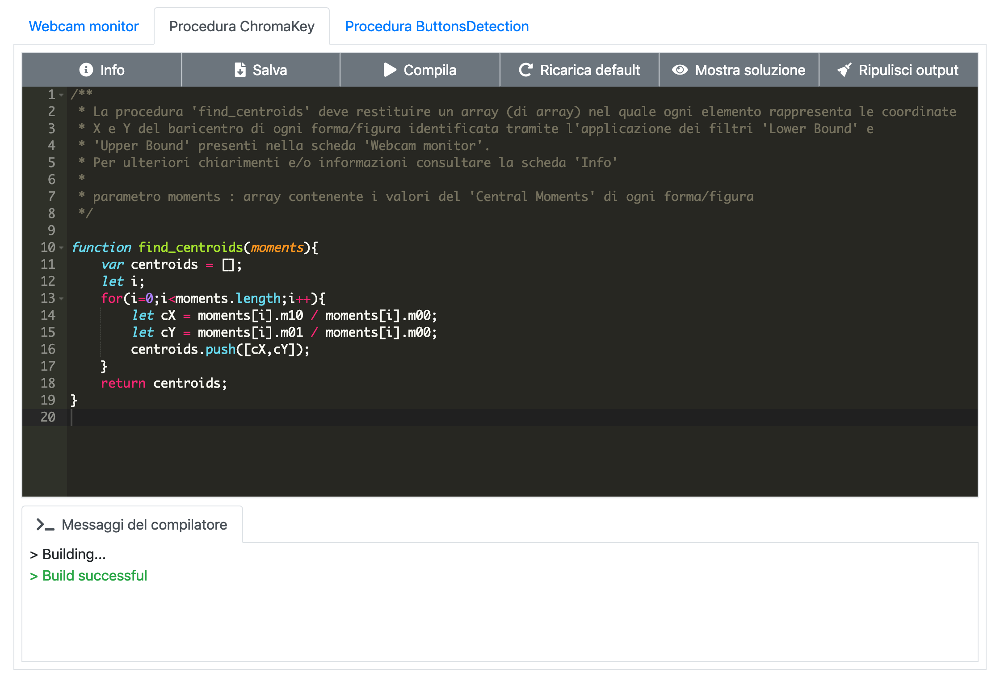 Webcam monitor Procedura ChromaKey Procedura ButtonsDetection
Info Salva Compila Ricarica default Mostra soluzione Ripulisci output
1 /**
2  * La procedura 'find_centroids' deve restituire un array (di array) nel quale ogni elemento rappresenta le coordinate
3  * X e Y del baricentro di ogni forma/figura identificata tramite l'applicazione dei filtri 'Lower Bound' e
4  * 'Upper Bound' presenti nella scheda 'Webcam monitor'.
5  * Per ulteriori chiarimenti e/o informazioni consultare la scheda 'Info'
6  *
7  * parametro moments : array contenente i valori del 'Central Moments' di ogni forma/figura
8  */
9
10 function find_centroids(moments){
11     var centroids = [];
12     let i;
13     for(i=0;i<moments.length;i++){
14         let cX = moments[i].m10 / moments[i].m00;
15         let cY = moments[i].m01 / moments[i].m00;
16         centroids.push([cX,cY]);
17     }
18     return centroids;
19 }
20
>_ Messaggi del compilatore
> Building...
> Build successful